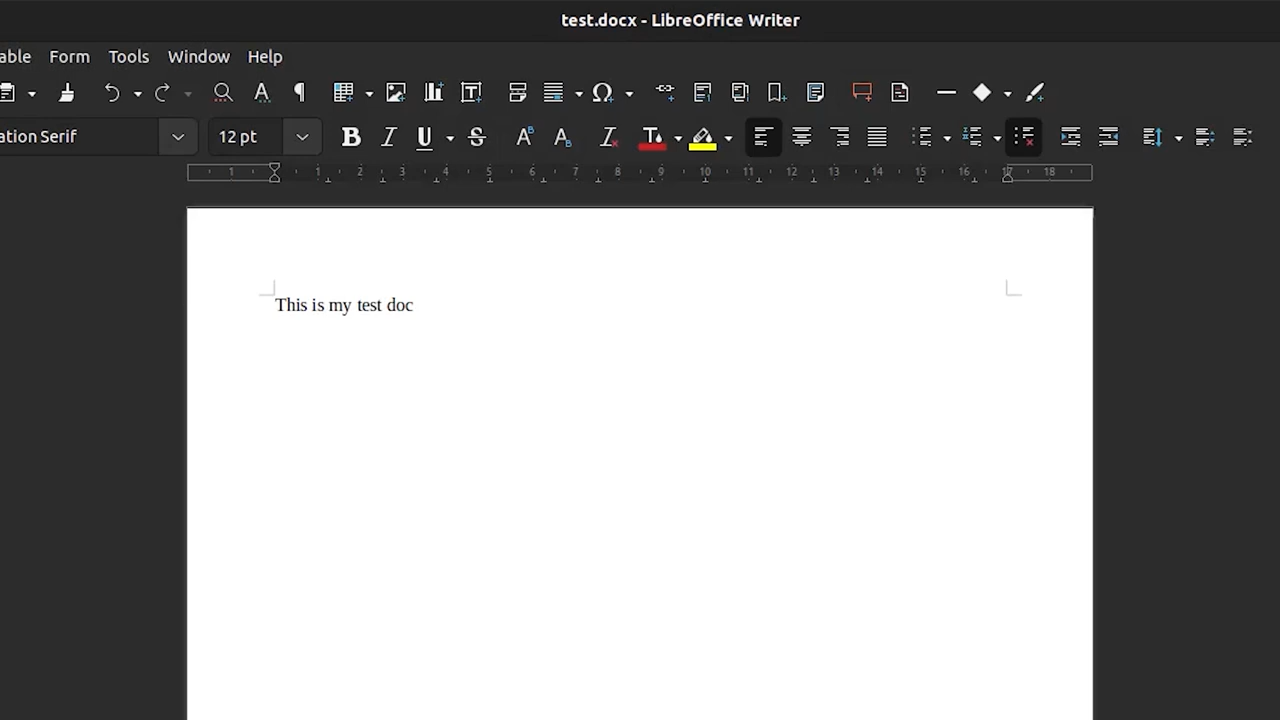 test.docx - LibreOffice Writer
able Form Tools Window Help
ation Serif 12 pt
1 1 2 3 4 5 6 7 8 9 10 11 12 13 14 15 16 17 18
This is my test doc